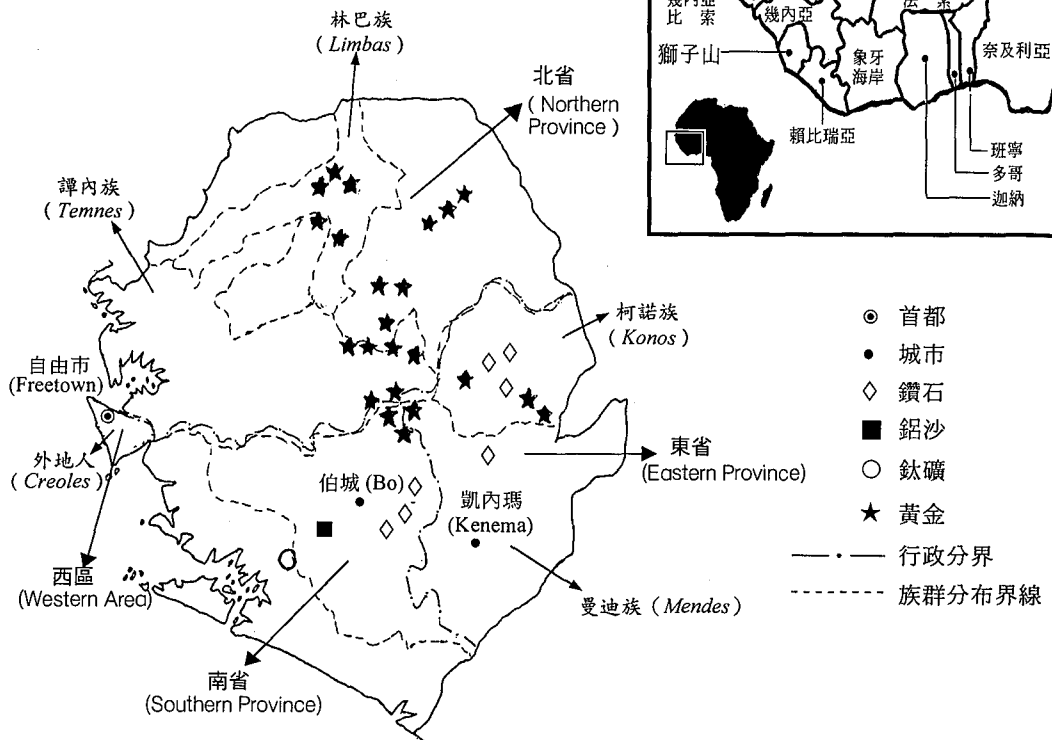 林巴族
(Limbas)
北省
(Northern
Province)
譚內族
(Temnes)
自由市
(Freetown)
外地人
(Creoles)
西區
(Western Area)
南省
(Southern Province)
伯城 (Bo)
凱內瑪
(Kenema)
柯諾族
(Konos)
東省
(Eastern Province)
曼迪族 (Mendes)
比索
幾內亞
獅子山
象牙
海岸
奈及利亞
賴比瑞亞
班寧
多哥
迦納
首都
城市
鑽石
鋁沙
鈦礦
黃金
行政分界
族群分布界線